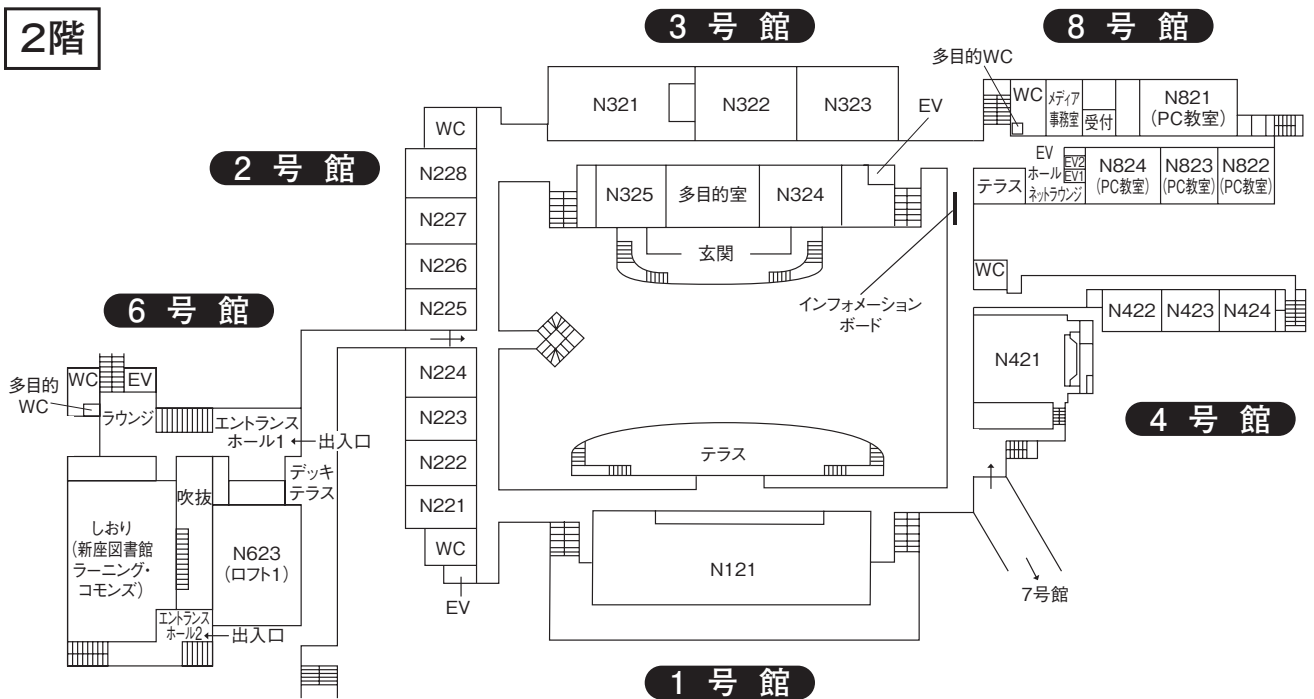 2階
3 号 館
8 号 館
多目的WC
N321
N322
N323
EV
WC
メディア
事務室
受付
N821
(PC教室)
WC
2 号 館
N228
N325
多目的室
N324
テラス
EV
ホール
ネットラウンジ
EV2
EV1
N824
(PC教室)
N823
(PC教室)
N822
(PC教室)
N227
玄関
N226
WC
インフォメーション
ボード
6 号 館
N225
N422
N423
N424
N421
N224
WC
EV
多目的
WC
ラウンジ
エントランス
ホール1
出入口
N223
4 号 館
テラス
N222
デッキ
テラス
吹抜
N221
しおり
(新座図書館
ラーニング・
コモンズ)
N623
(ロフト1)
WC
N121
EV
7号館
エントランス
ホール2
出入口
1 号 館